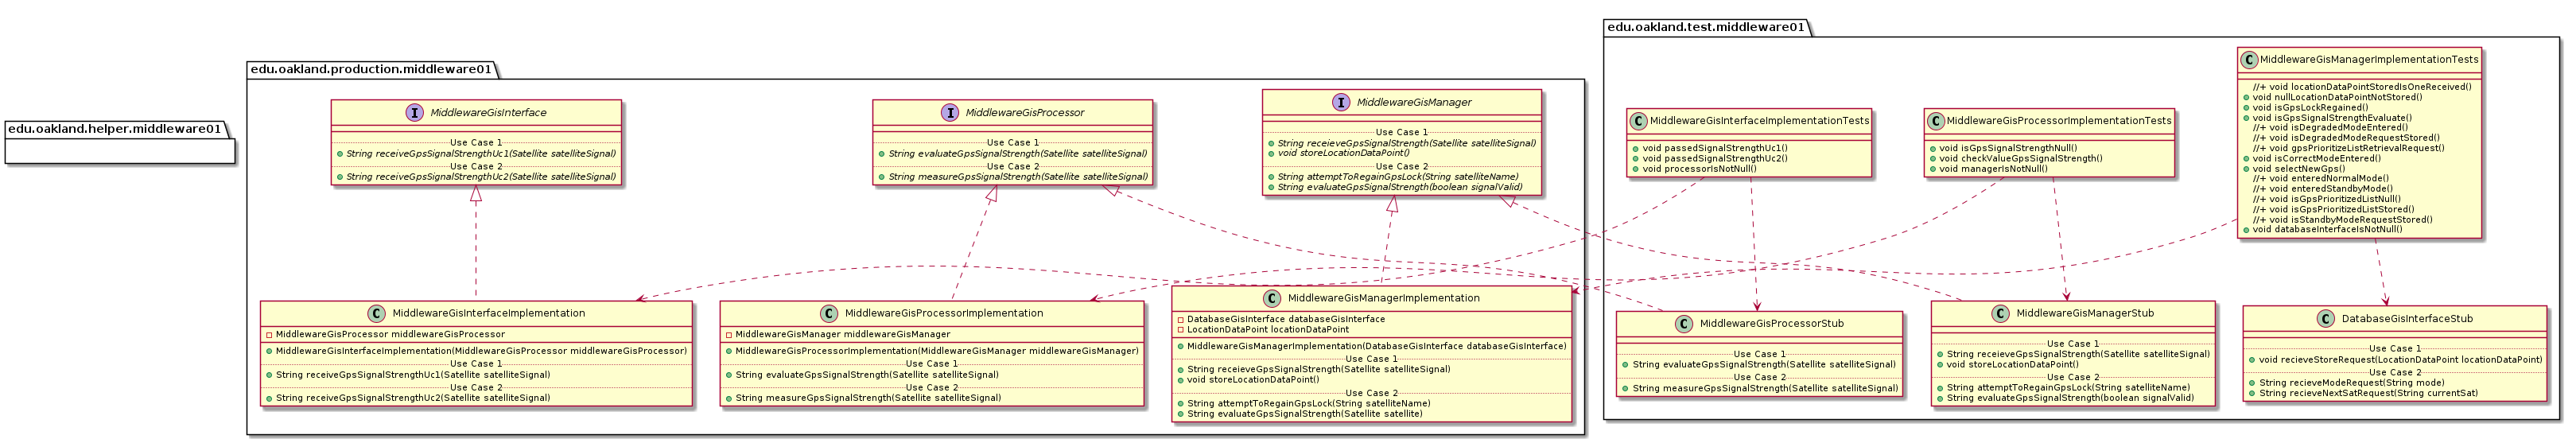 edu.oakland.helper.middleware01
edu.oakland.production.middleware01
I MiddlewareGisInterface
Use Case 1
String receiveGpsSignalStrengthUc1(Satellite satelliteSignal)
Use Case 2
String receiveGpsSignalStrengthUc2(Satellite satelliteSignal)
I MiddlewareGisProcessor
Use Case 1
String evaluateGpsSignalStrength(Satellite satelliteSignal)
Use Case 2
String measureGpsSignalStrength(Satellite satelliteSignal)
I MiddlewareGisManager
Use Case 1
String receieveGpsSignalStrength(Satellite satelliteSignal)
void storeLocationDataPoint()
Use Case 2
String attemptToRegainGpsLock(String satelliteName)
String evaluateGpsSignalStrength(boolean signalValid)
C MiddlewareGisInterfaceImplementation
MiddlewareGisProcessor middlewareGisProcessor
MiddlewareGisInterfaceImplementation(MiddlewareGisProcessor middlewareGisProcessor)
Use Case 1
String receiveGpsSignalStrengthUc1(Satellite satelliteSignal)
Use Case 2
String receiveGpsSignalStrengthUc2(Satellite satelliteSignal)
C MiddlewareGisProcessorImplementation
MiddlewareGisManager middlewareGisManager
MiddlewareGisProcessorImplementation(MiddlewareGisManager middlewareGisManager)
Use Case 1
String evaluateGpsSignalStrength(Satellite satelliteSignal)
Use Case 2
String measureGpsSignalStrength(Satellite satelliteSignal)
C MiddlewareGisManagerImplementation
DatabaseGisInterface databaseGisInterface
LocationDataPoint locationDataPoint
MiddlewareGisManagerImplementation(DatabaseGisInterface databaseGisInterface)
Use Case 1
String receieveGpsSignalStrength(Satellite satelliteSignal)
void storeLocationDataPoint()
Use Case 2
String attemptToRegainGpsLock(String satelliteName)
String evaluateGpsSignalStrength(Satellite satellite)
edu.oakland.test.middleware01
C MiddlewareGisInterfaceImplementationTests
void passedSignalStrengthUc1()
void passedSignalStrengthUc2()
void processorIsNotNull()
C MiddlewareGisProcessorImplementationTests
void isGpsSignalStrengthNull()
void checkValueGpsSignalStrength()
void managerIsNotNull()
C MiddlewareGisManagerImplementationTests
//+ void locationDataPointStoredIsOneReceived()
void nullLocationDataPointNotStored()
void isGpsLockRegained()
void isGpsSignalStrengthEvaluate()
//+ void isDegradedModeEntered()
//+ void isDegradedModeRequestStored()
//+ void gpsPrioritizeListRetrievalRequest()
void isCorrectModeEntered()
void selectNewGps()
//+ void enteredNormalMode()
//+ void enteredStandbyMode()
//+ void isGpsPrioritizedListNull()
//+ void isGpsPrioritizedListStored()
//+ void isStandbyModeRequestStored()
void databaseInterfaceIsNotNull()
C MiddlewareGisProcessorStub
Use Case 1
String evaluateGpsSignalStrength(Satellite satelliteSignal)
Use Case 2
String measureGpsSignalStrength(Satellite satelliteSignal)
C MiddlewareGisManagerStub
Use Case 1
String receieveGpsSignalStrength(Satellite satelliteSignal)
void storeLocationDataPoint()
Use Case 2
String attemptToRegainGpsLock(String satelliteName)
String evaluateGpsSignalStrength(boolean signalValid)
C DatabaseGisInterfaceStub
Use Case 1
void recieveStoreRequest(LocationDataPoint locationDataPoint)
Use Case 2
String recieveModeRequest(String mode)
String recieveNextSatRequest(String currentSat)